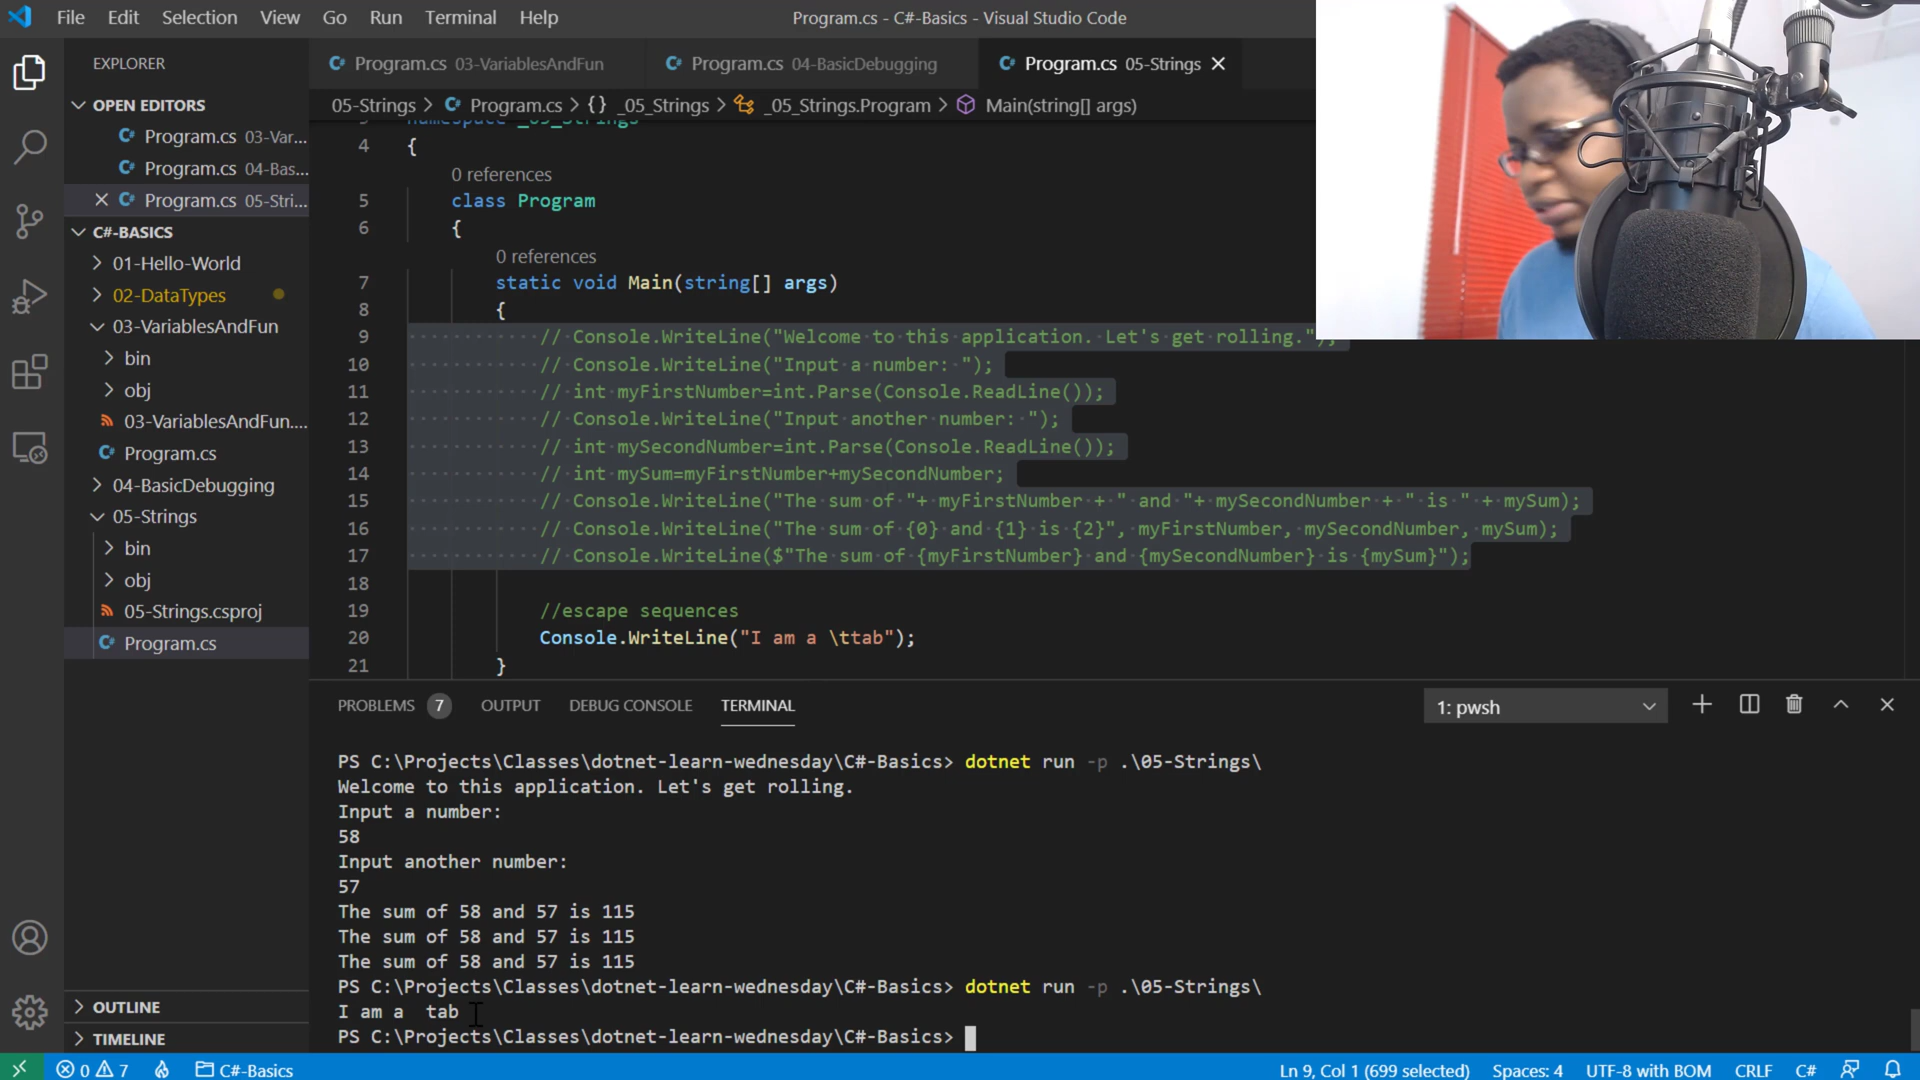 File Edit Selection View Go Run Terminal Help
Program.cs - C#-Basics - Visual Studio Code
EXPLORER
OPEN EDITORS
Program.cs 03-Var...
Program.cs 04-Bas...
Program.cs 05-Stri...
C#-BASICS
01-Hello-World
02-DataTypes
03-VariablesAndFun
bin
obj
03-VariablesAndFun....
Program.cs
04-BasicDebugging
05-Strings
bin
obj
05-Strings.csproj
Program.cs
OUTLINE
TIMELINE
Program.cs 03-VariablesAndFun
Program.cs 04-BasicDebugging
Program.cs 05-Strings
05-Strings > Program.cs > {} _05_Strings > _05_Strings.Program > Main(string[] args)
namespace _05_Strings
4 {
0 references
5 class Program
6 {
0 references
7 static void Main(string[] args)
8 {
9 // Console.WriteLine("Welcome to this application. Let's get rolling.");
10 // Console.WriteLine("Input a number: ");
11 // int myFirstNumber=int.Parse(Console.ReadLine());
12 // Console.WriteLine("Input another number: ");
13 // int mySecondNumber=int.Parse(Console.ReadLine());
14 // int mySum=myFirstNumber+mySecondNumber;
15 // Console.WriteLine("The sum of "+ myFirstNumber + " and "+ mySecondNumber + " is " + mySum);
16 // Console.WriteLine("The sum of {0} and {1} is {2}", myFirstNumber, mySecondNumber, mySum);
17 // Console.WriteLine($"The sum of {myFirstNumber} and {mySecondNumber} is {mySum}");
18
19 //escape sequences
20 Console.WriteLine("I am a \ttab");
21 }
PROBLEMS 7 OUTPUT DEBUG CONSOLE TERMINAL 1: pwsh
PS C:\Projects\Classes\dotnet-learn-wednesday\C#-Basics> dotnet run -p .\05-Strings\
Welcome to this application. Let's get rolling.
Input a number:
58
Input another number:
57
The sum of 58 and 57 is 115
The sum of 58 and 57 is 115
The sum of 58 and 57 is 115
PS C:\Projects\Classes\dotnet-learn-wednesday\C#-Basics> dotnet run -p .\05-Strings\
I am a  tab
PS C:\Projects\Classes\dotnet-learn-wednesday\C#-Basics>
0 7 C#-Basics Ln 9, Col 1 (699 selected) Spaces: 4 UTF-8 with BOM CRLF C#